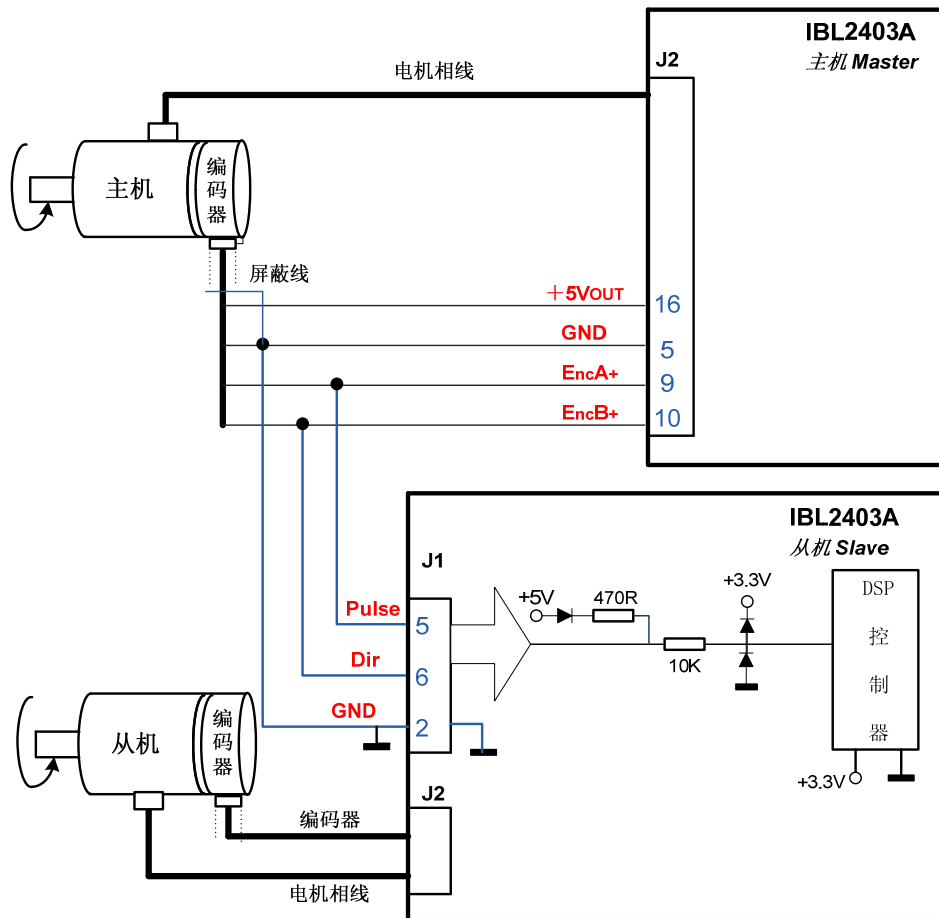 IBL2403A
主机 Master
J2
电机相线
主机
编码器
屏蔽线
+5VOUT
16
GND
5
EncA+
9
EncB+
10
IBL2403A
从机 Slave
J1
Pulse
5
Dir
6
GND
2
+5V
470R
10K
+3.3V
DSP
控
制
器
+3.3V
从机
编码器
J2
编码器
电机相线